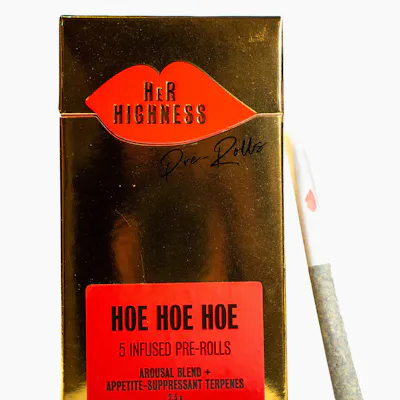 HeR
HIGHNESS
Pre-Rolls
HOE HOE HOE
5 INFUSED PRE-ROLLS
AROUSAL BLEND +
APPETITE-SUPPRESSANT TERPENES